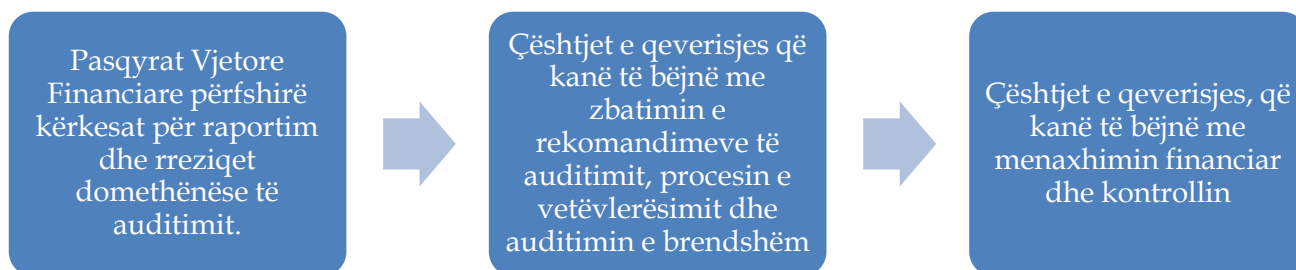 Pasqyrat Vjetore
Financiare përfshirë
kërkesat për raportim
dhe rreziqet
domethënëse të
auditimit.
Çështjet e qeverisjes që
kanë të bëjnë me
zbatimin e
rekomandimeve të
auditimit, procesin e
vetëvlerësimit dhe
auditimin e brendshëm
Çështjet e qeverisjes, që
kanë të bëjnë me
menaxhimin financiar
dhe kontrollin